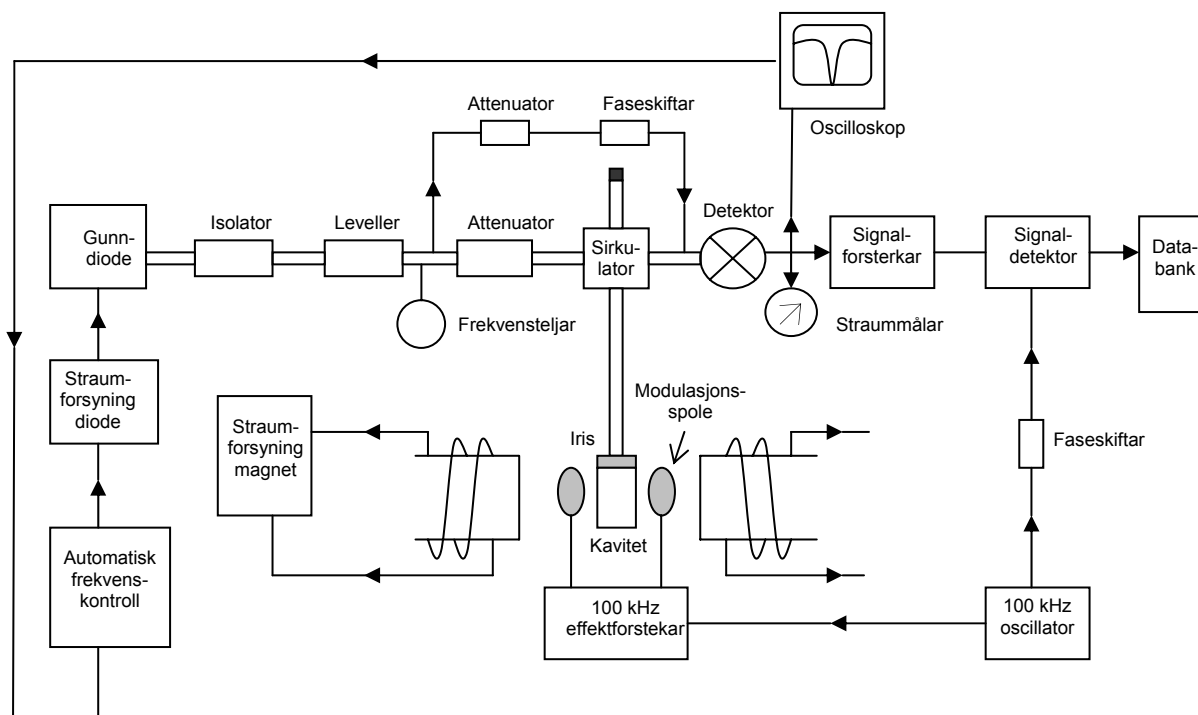 Oscilloskop
Attenuator
Faseskiftar
Gunn-
diode
Isolator
Leveller
Attenuator
Sirku-
lator
Detektor
Signal-
forsterkar
Signal-
detektor
Data-
bank
Frekvensteljar
Straummålar
Straum-
forsyning
diode
Straum-
forsyning
magnet
Iris
Modulasjons-
spole
Kavitet
Faseskiftar
Automatisk
frekvens-
kontroll
100 kHz
effektforstekar
100 kHz
oscillator